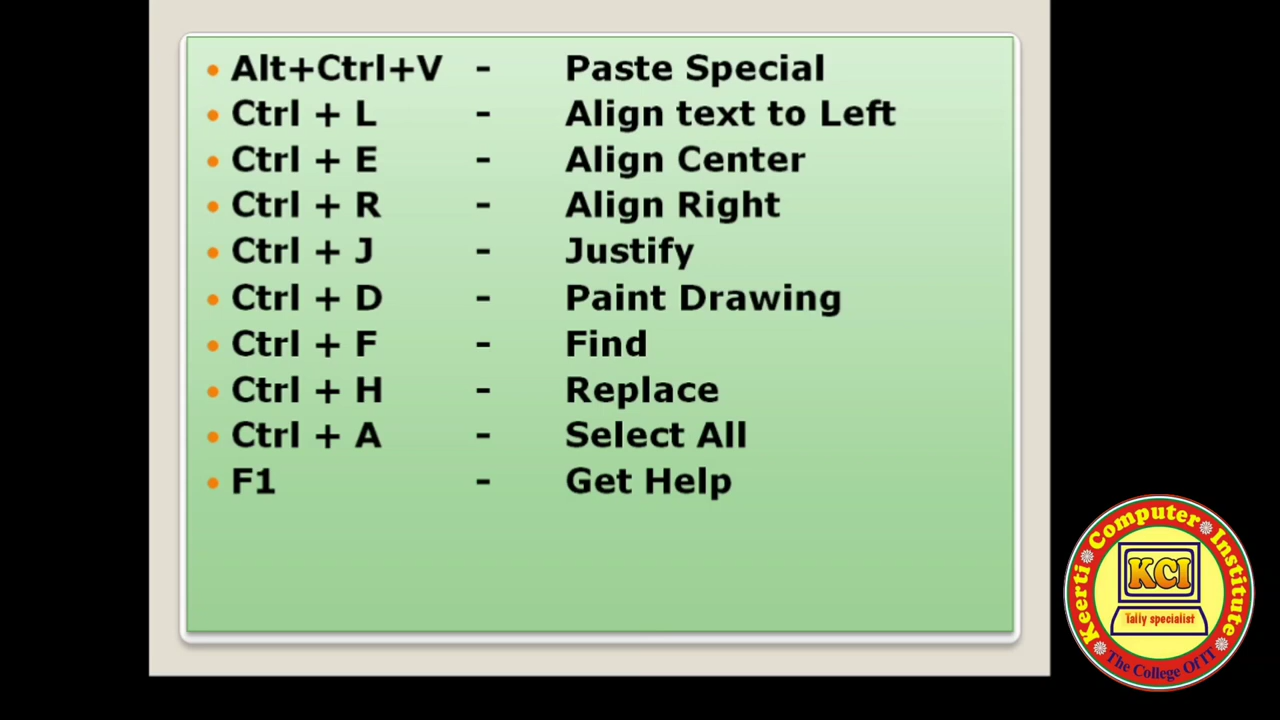 • Alt+Ctrl+V - Paste Special
• Ctrl + L - Align text to Left
• Ctrl + E - Align Center
• Ctrl + R - Align Right
• Ctrl + J - Justify
• Ctrl + D - Paint Drawing
• Ctrl + F - Find
• Ctrl + H - Replace
• Ctrl + A - Select All
• F1 - Get Help
Keerti Computer Institute
KCI
Tally specialist
The College Of IT